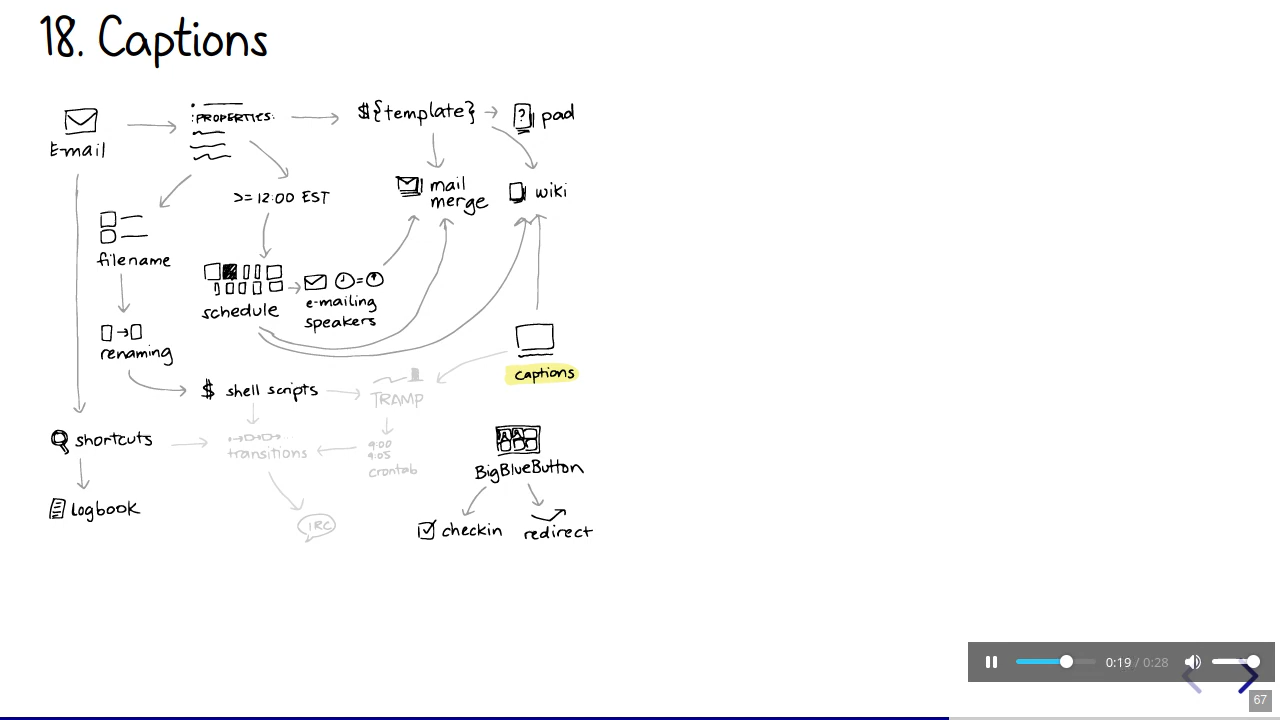 18. Captions
E-mail
:PROPERTIES:
${template}
? pad
>= 12:00 EST
mail
merge
wiki
filename
schedule
e-mailing
speakers
renaming
captions
$ shell scripts
TRAMP
shortcuts
transitions
9:00
9:05
crontab
BigBlueButton
logbook
IRC
checkin
redirect
0:19 / 0:28
67